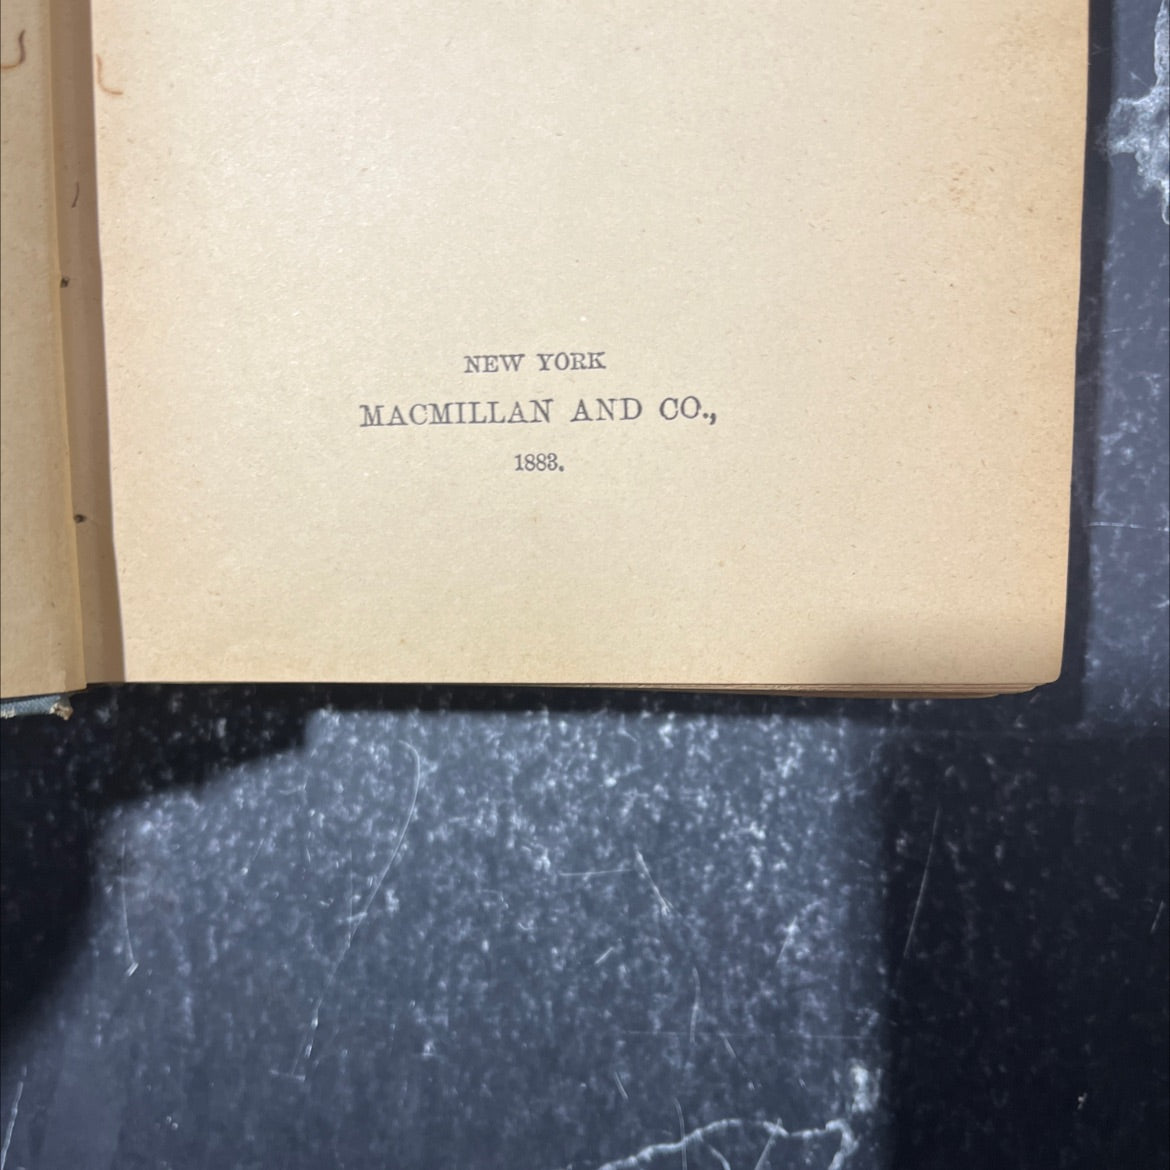 NEW YORK
MACMILLAN AND CO.,
1883.